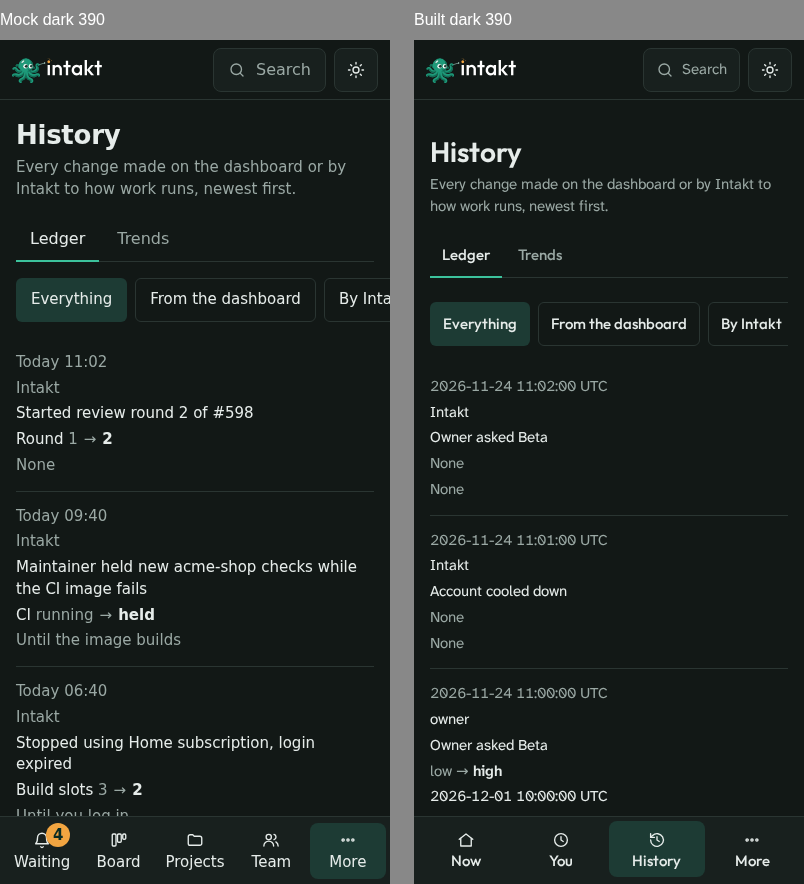 Mock dark 390
intakt
Search
History
Every change made on the dashboard or by
Intakt to how work runs, newest first.
Ledger
Trends
Everything
From the dashboard
By Inta
Today 11:02
Intakt
Started review round 2 of #598
Round 1 → 2
None
Today 09:40
Intakt
Maintainer held new acme-shop checks while
the CI image fails
CI running → held
Until the image builds
Today 06:40
Intakt
Stopped using Home subscription, login
expired
Build slots 3 → 2
Until you log in
4
Waiting
Board
Projects
Team
More
Built dark 390
intakt
Search
History
Every change made on the dashboard or by Intakt to
how work runs, newest first.
Ledger
Trends
Everything
From the dashboard
By Intakt
2026-11-24 11:02:00 UTC
Intakt
Owner asked Beta
None
None
2026-11-24 11:01:00 UTC
Intakt
Account cooled down
None
None
2026-11-24 11:00:00 UTC
owner
Owner asked Beta
low → high
2026-12-01 10:00:00 UTC
Now
You
History
More